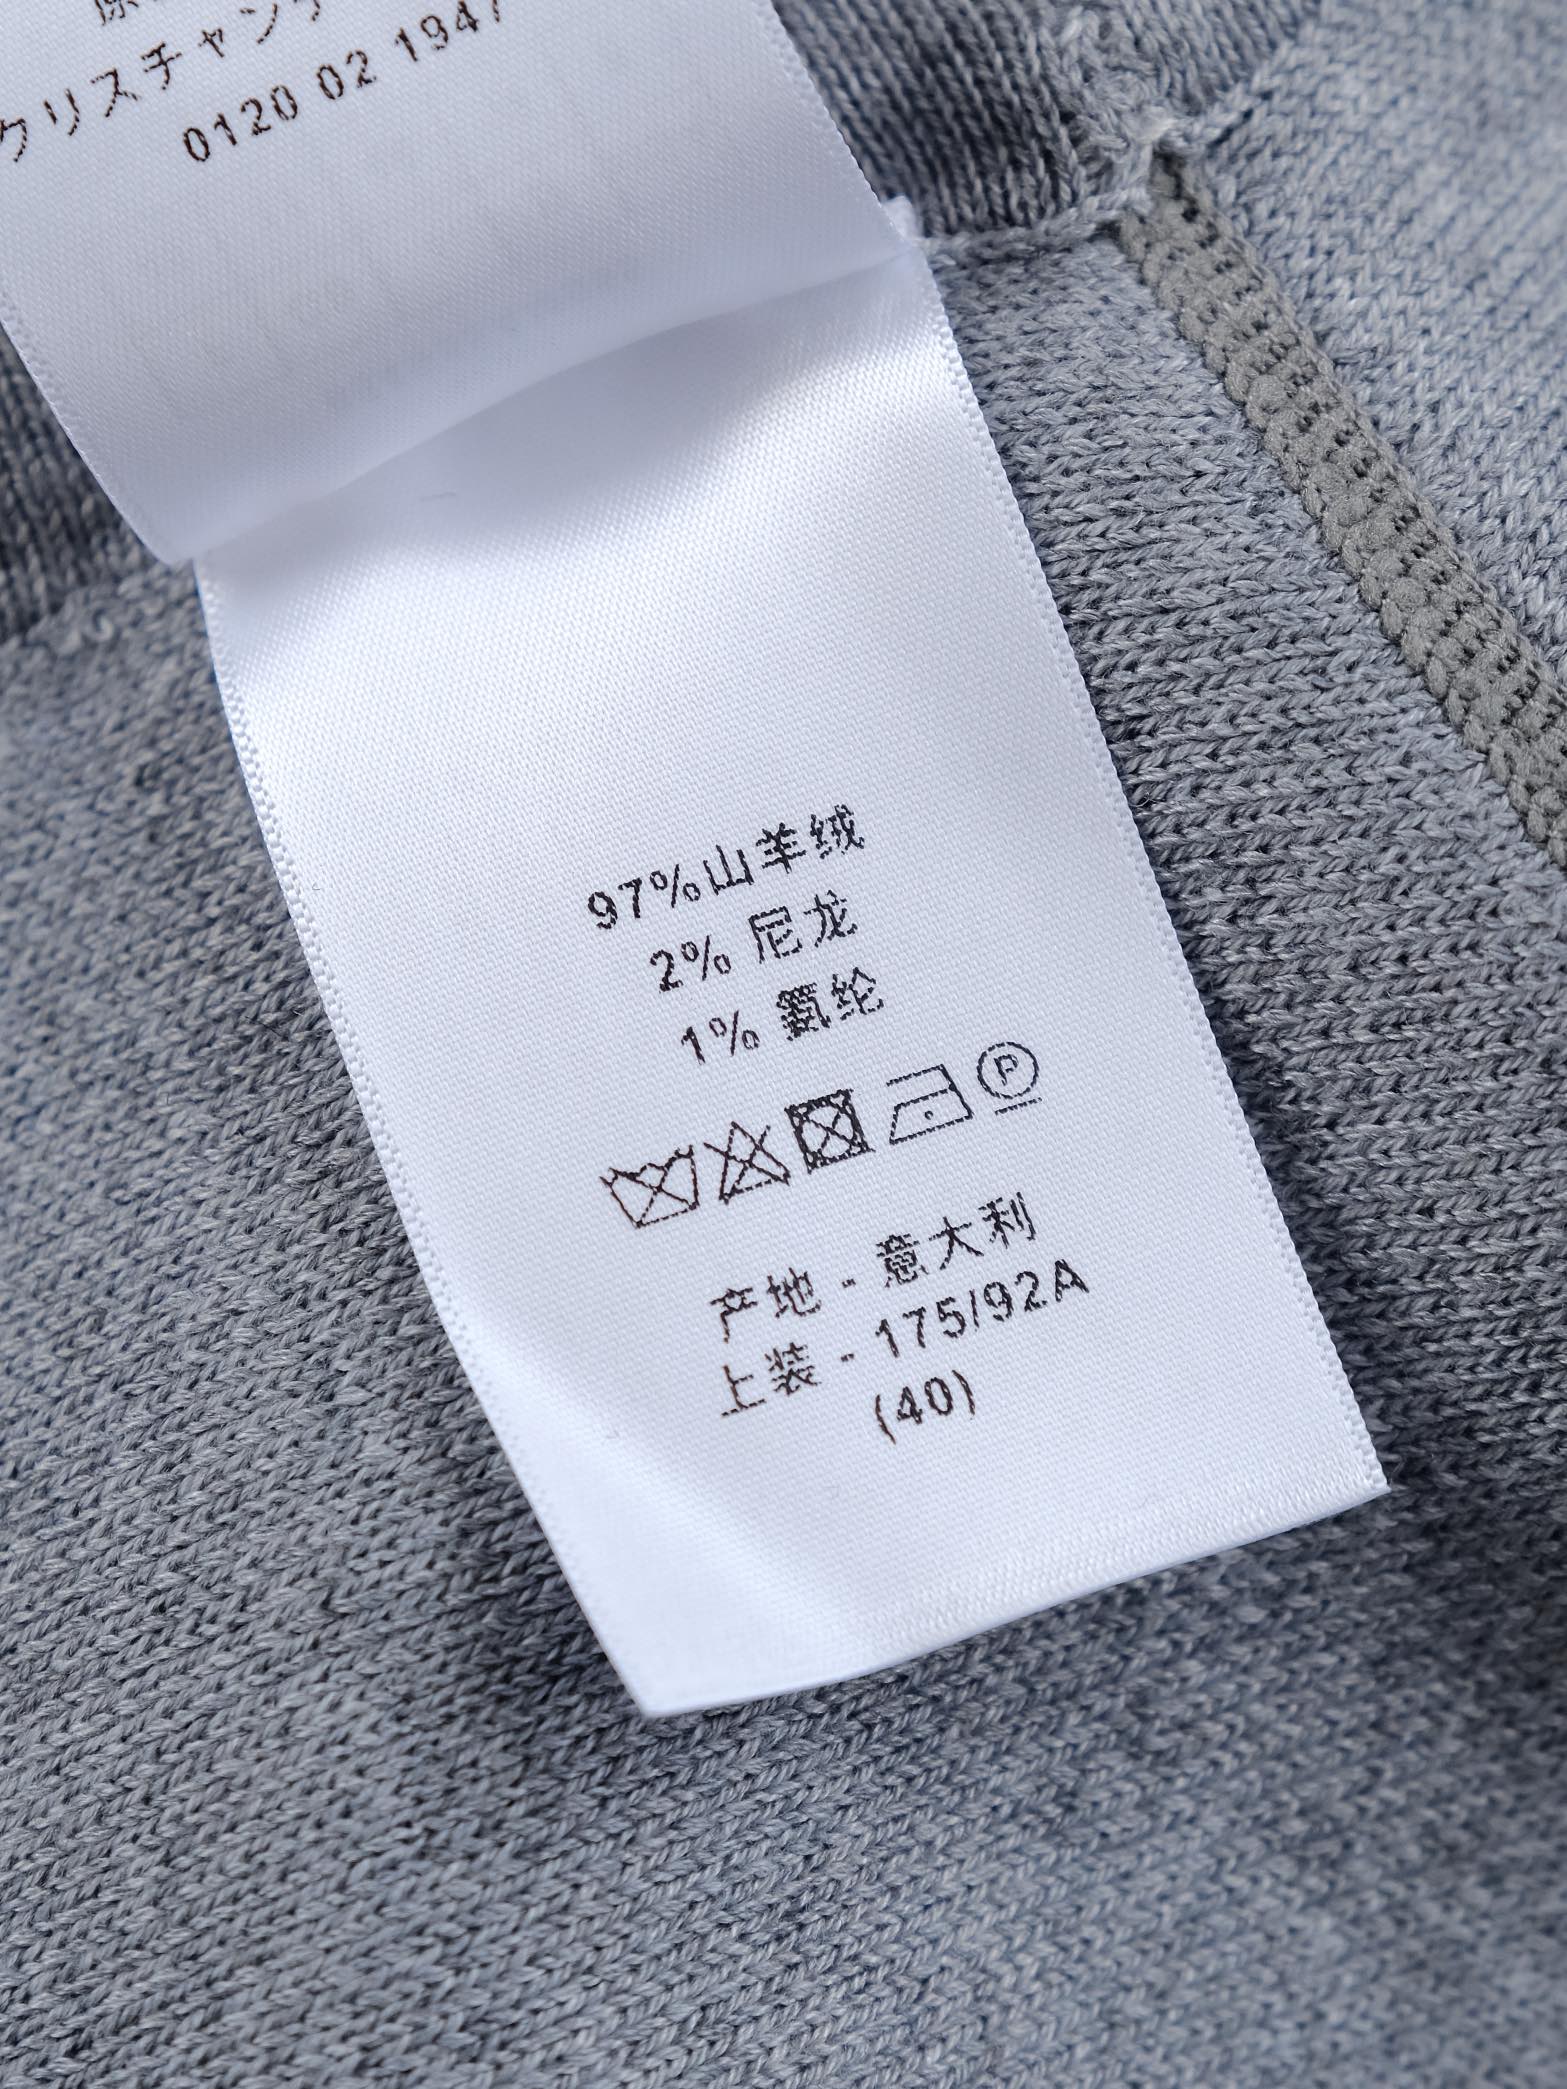 クリスチャン
0120 02 1947
97%山羊绒
2% 尼龙
1% 氨纶
P
产地 - 意大利
上装 - 175/92A
(40)